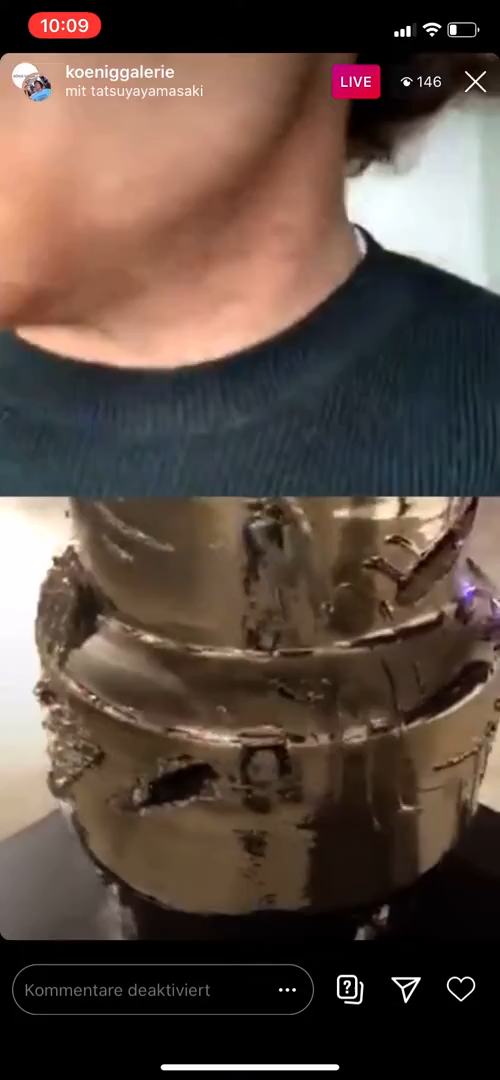 10:09
koeniggalerie
mit tatsuyayamasaki
LIVE
146
Kommentare deaktiviert